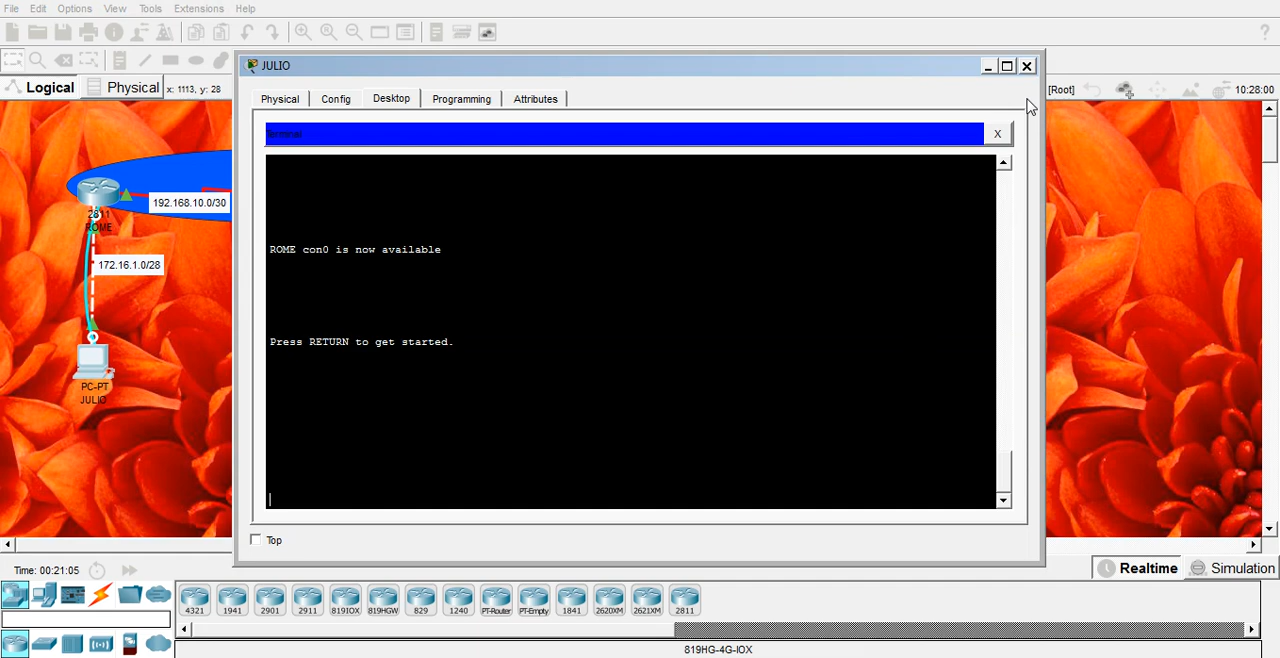 File Edit Options View Tools Extensions Help
?
Logical Physical x: 1113, y: 28
[Root] 10:28:00
JULIO
Physical Config Desktop Programming Attributes
Terminal X
ROME con0 is now available
Press RETURN to get started.
Top
2811
ROME
192.168.10.0/30
172.16.1.0/28
PC-PT
JULIO
Time: 00:21:05
Realtime Simulation
4321 1941 2901 2911 819IOX 819HGW 829 1240 PT-Router PT-Empty 1841 2620XM 2621XM 2811
819HG-4G-IOX